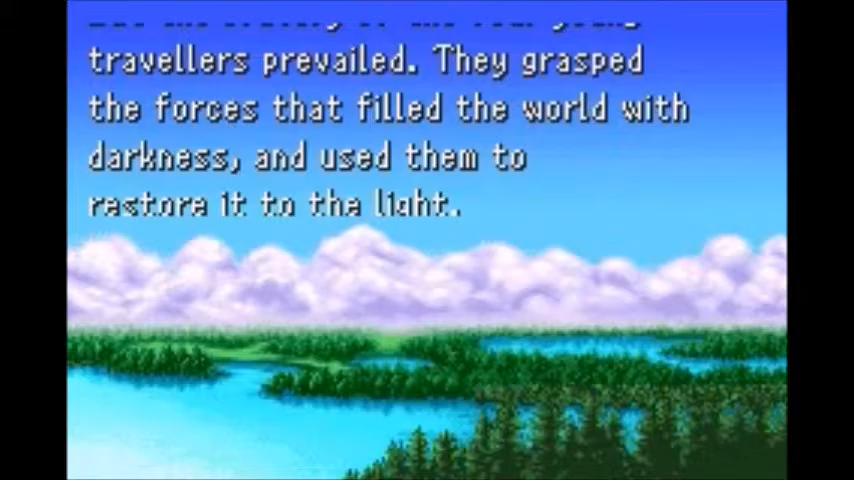 travellers prevailed. They grasped
the forces that filled the world with
darkness, and used them to
restore it to the light.